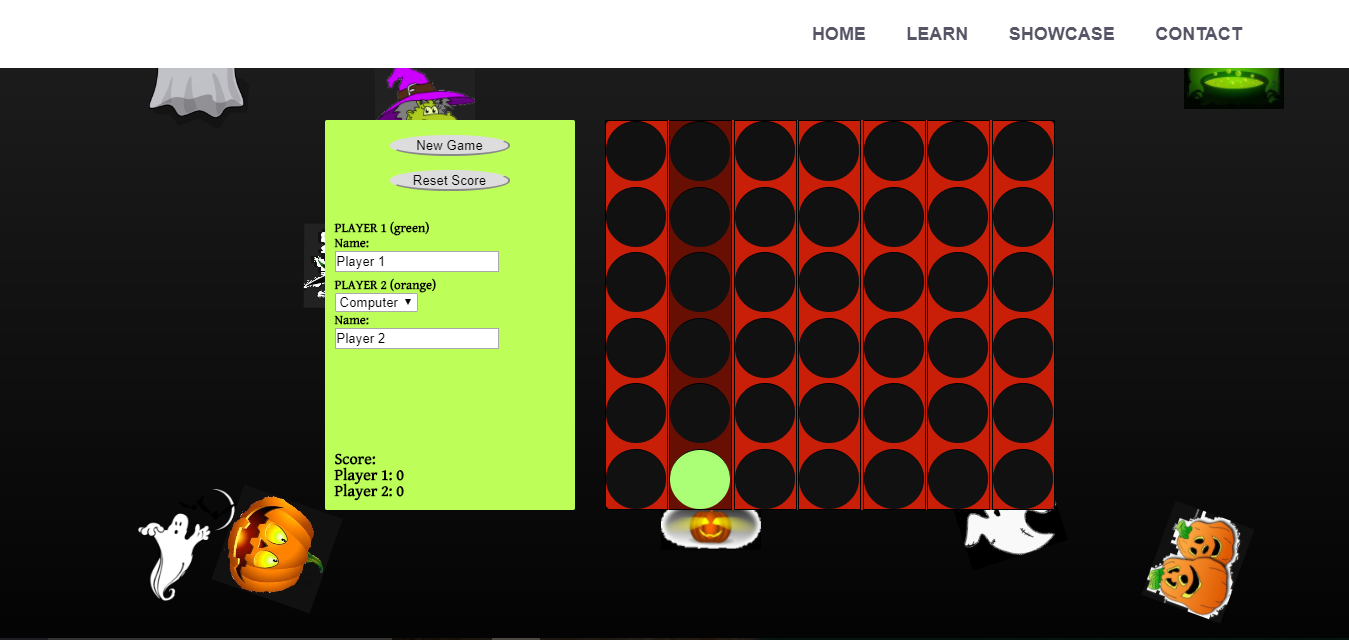 HOME LEARN SHOWCASE CONTACT
New Game
Reset Score
PLAYER 1 (green)
Name:
Player 1
PLAYER 2 (orange)
Computer
Name:
Player 2
Score:
Player 1: 0
Player 2: 0